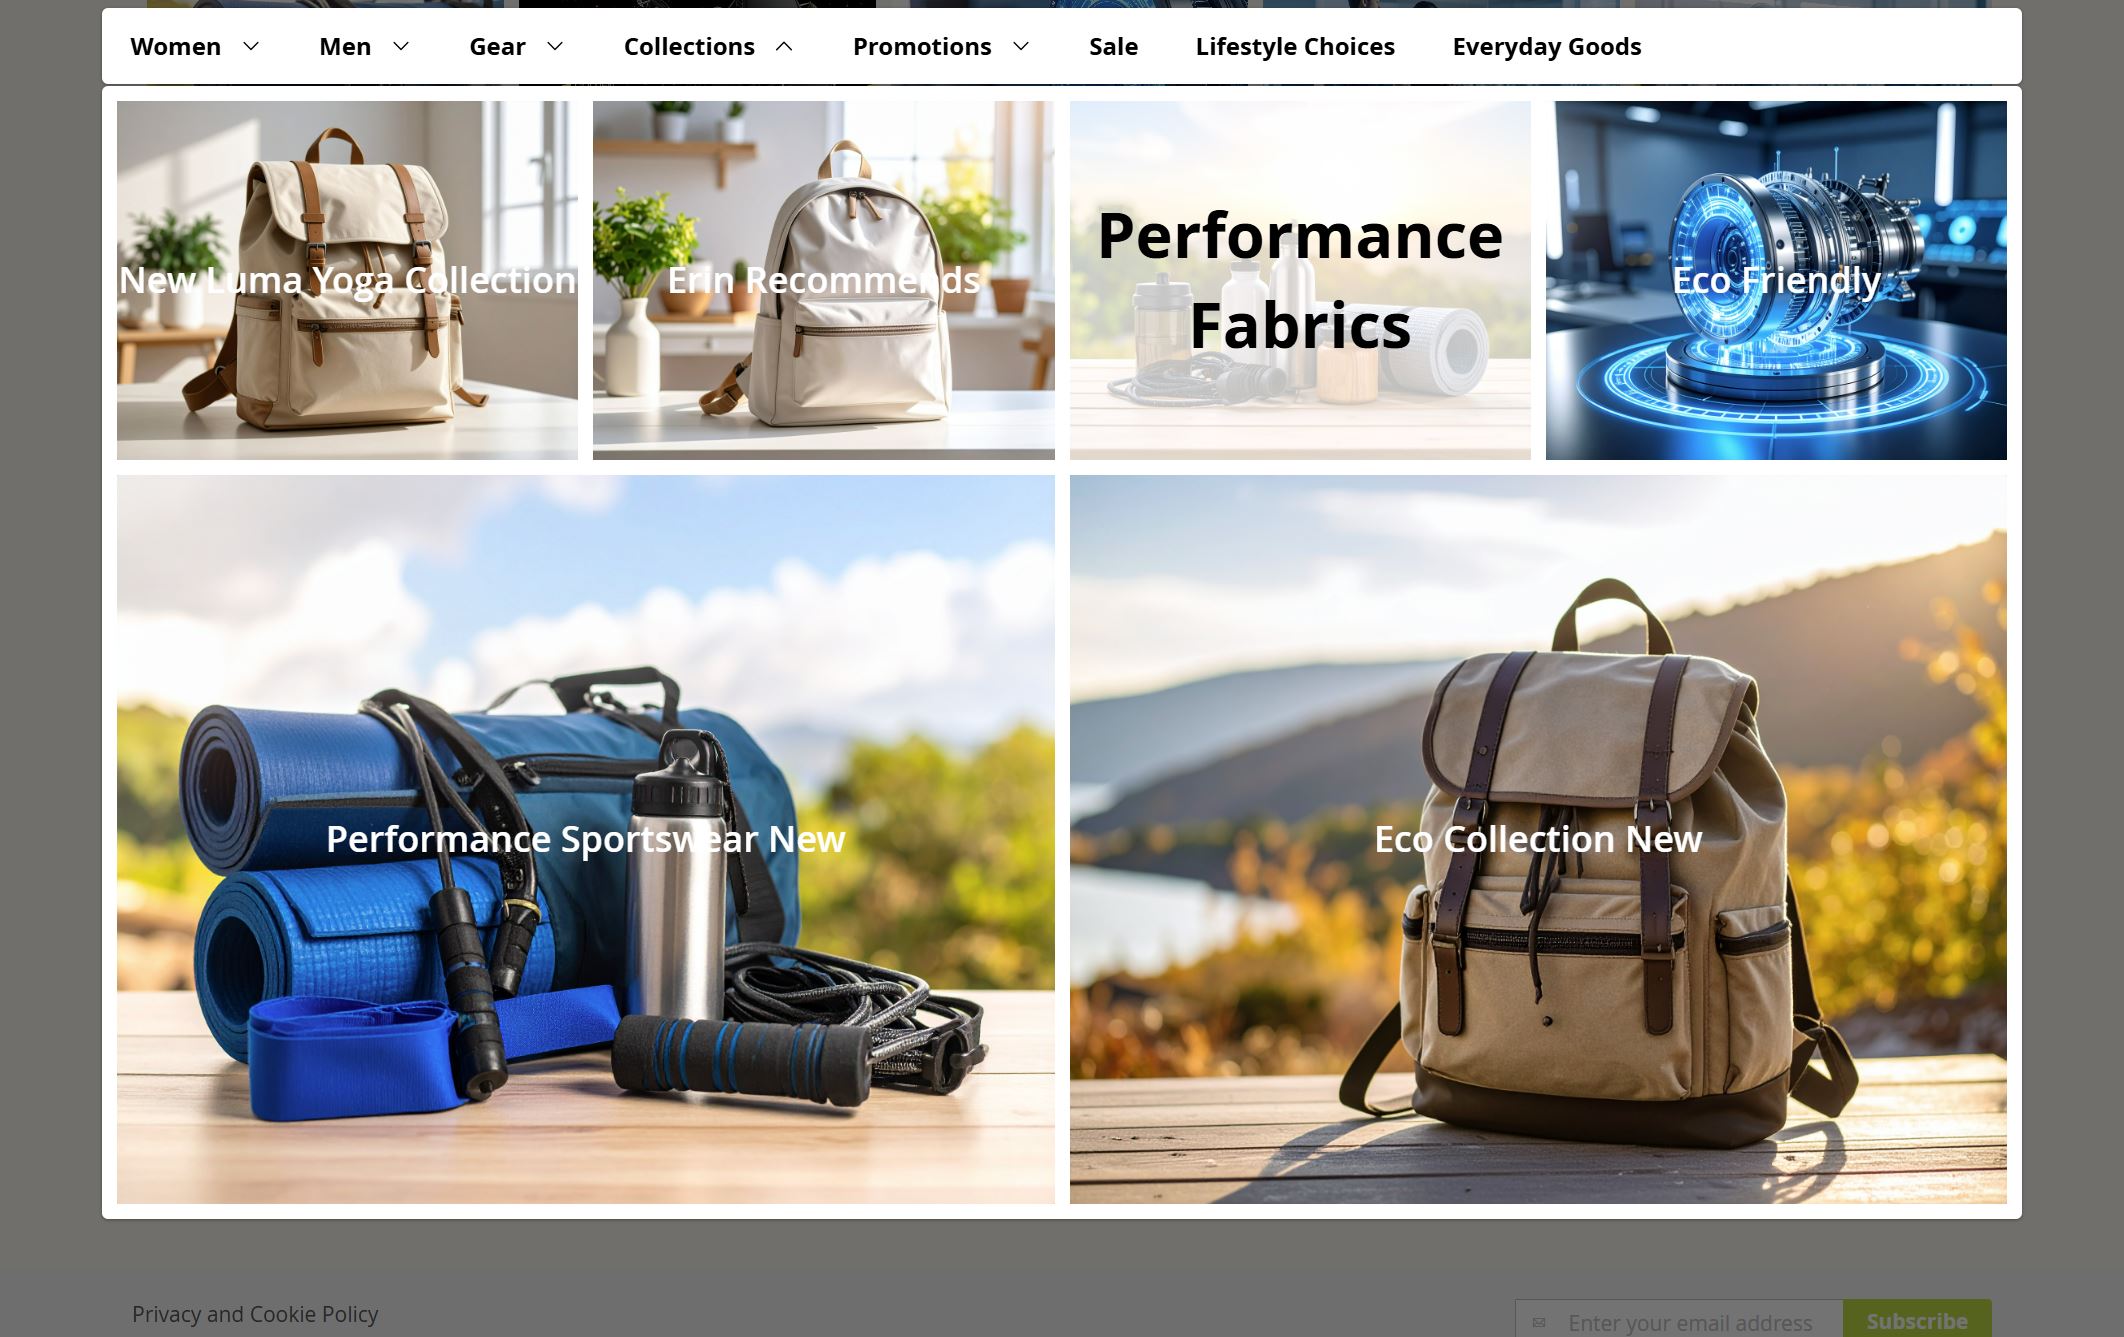 Women Men Gear Collections Promotions Sale Lifestyle Choices Everyday Goods
New Luma Yoga Collection
Erin Recommends
Performance
Fabrics
Eco Friendly
Performance Sportswear New
Eco Collection New
Privacy and Cookie Policy
Enter your email address
Subscribe